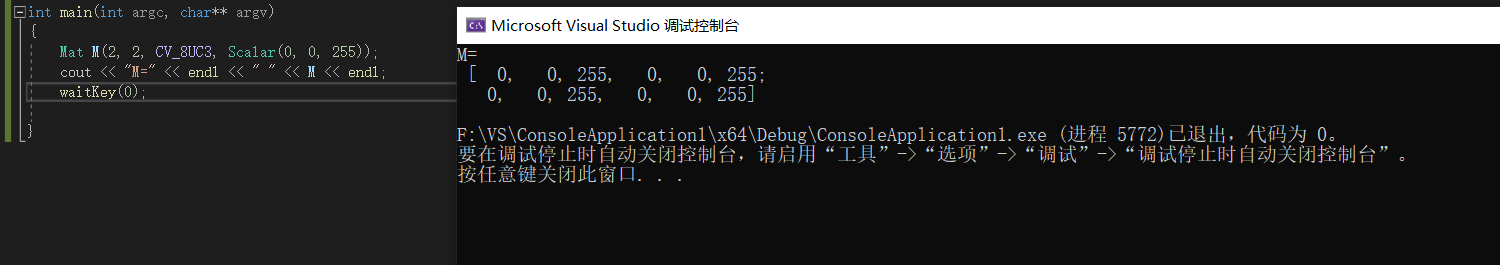 int main(int argc, char** argv)
{
Mat M(2, 2, CV_8UC3, Scalar(0, 0, 255));
cout << "M=" << endl << " " << M << endl;
waitKey(0);
}
Microsoft Visual Studio 调试控制台
M=
[  0,   0, 255,   0,   0, 255;
0,   0, 255,   0,   0, 255]
F:\VS\ConsoleApplication1\x64\Debug\ConsoleApplication1.exe (进程 5772)已退出，代码为 0。
要在调试停止时自动关闭控制台，请启用“工具”->“选项”->“调试”->“调试停止时自动关闭控制台”。
按任意键关闭此窗口. . .